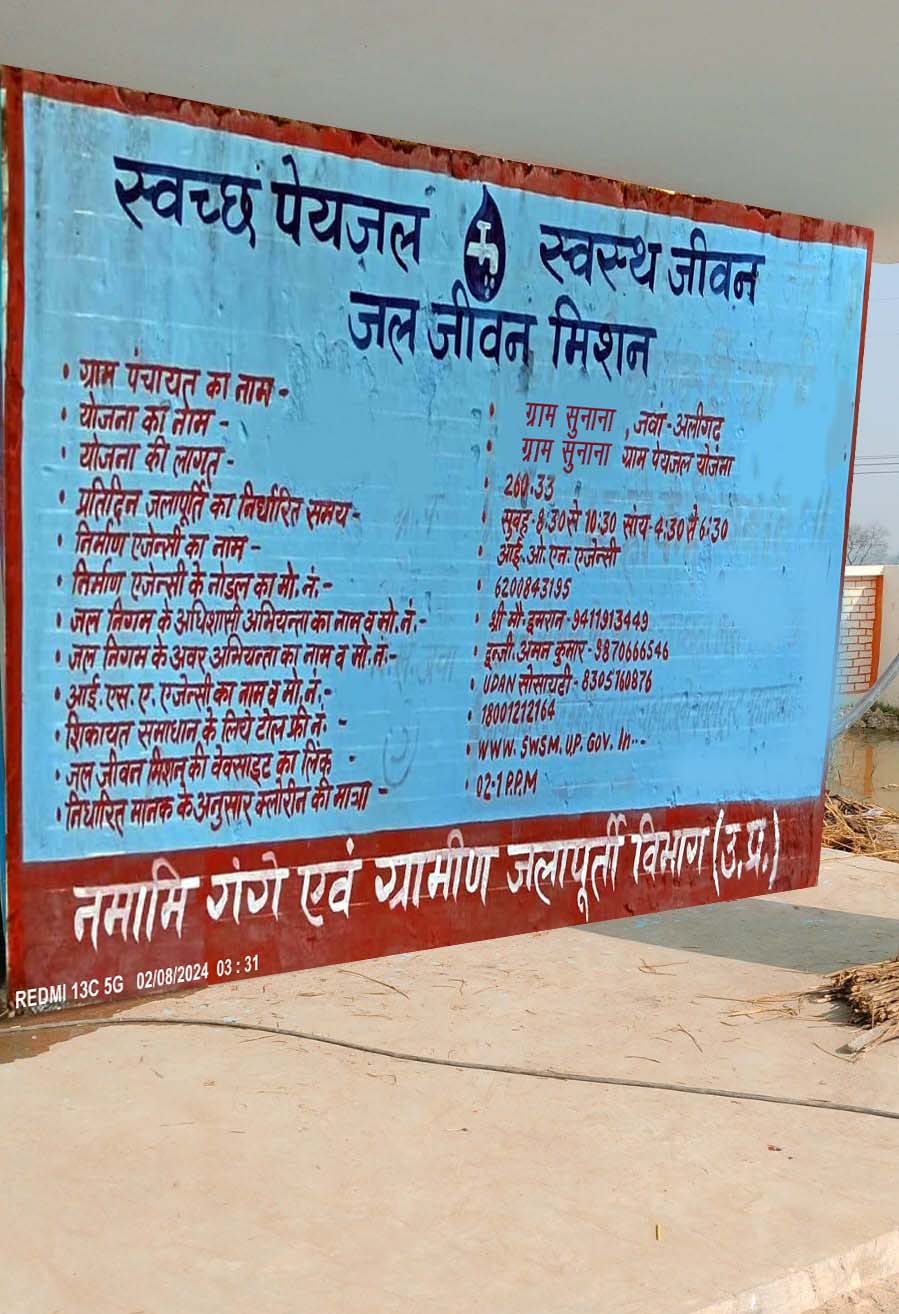 स्वच्छ पेयजल स्वस्थ जीवन
जल जीवन मिशन
• ग्राम पंचायत का नाम - • ग्राम सुनाना , जवां - अलीगढ़
• योजना का नाम - • ग्राम सुनाना ग्राम पेयजल योजना
• योजना की लागत - • 260.33
• प्रतिदिन जलापूर्ति का निर्धारित समय - • सुवह - 8:30 से 10:30 सांय - 4:30 से 6:30
• निर्माण एजेन्सी का नाम - • आई.ओ.एन. एजेन्सी
• निर्माण एजेन्सी के नोडल का मो.नं. - • 6200843195
• जल निगम के अधिशासी अभियन्ता का नाम व मो.नं. - • श्री मौ. इमरान - 9411913449
• जल निगम के अवर अभियन्ता का नाम व मो.नं. - • इन्जी. अमन कुमार - 9870666546
• आई.एस.ए. एजेन्सी का नाम व मो.नं. - • UDAN सोसायटी - 8305760876
• शिकायत समाधान के लिये टोल फ्री नं. - • 18001212164
• जल जीवन मिशन की वेवसाइट का लिंक - • WWW. SWSM. UP. GOV. In--
• निर्धारित मानक के अनुसार क्लोरीन की मात्रा - • 02-1 P.P.M
नमामि गंगे एवं ग्रामीण जलापूर्ती विभाग (उ.प्र.)
REDMI 13C 5G 02/08/2024 03 : 31